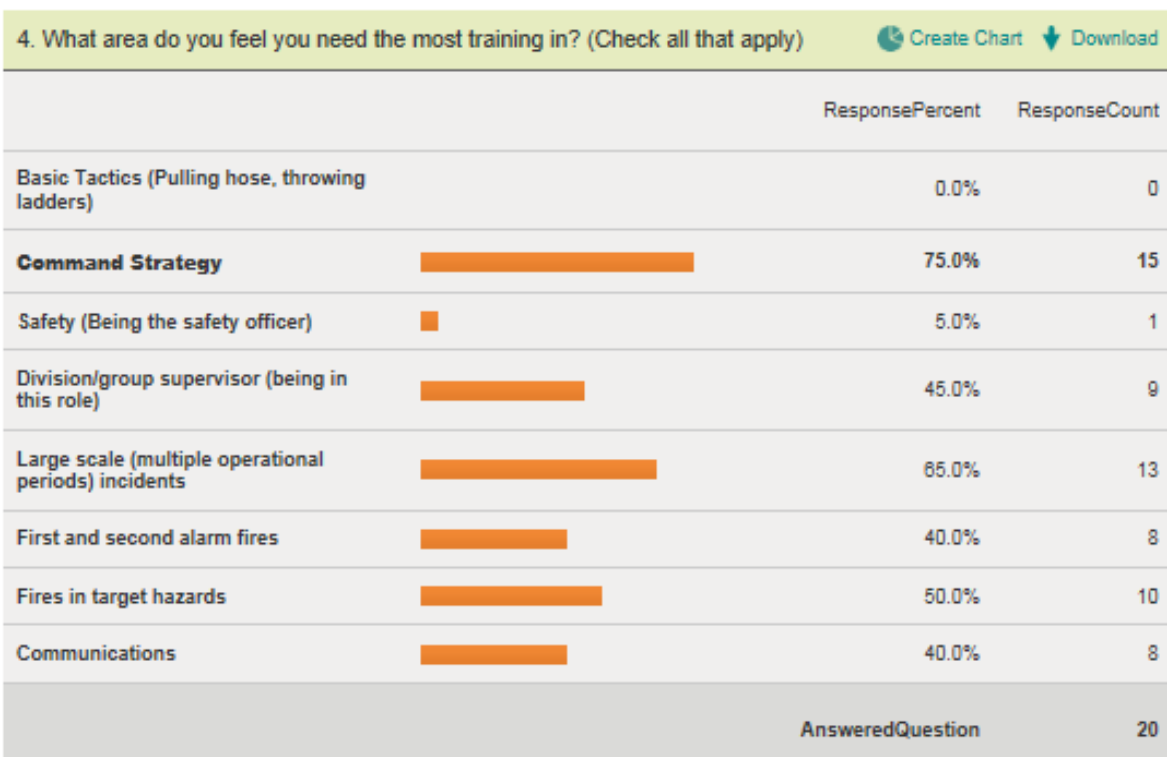 4. What area do you feel you need the most training in? (Check all that apply) Create Chart Download
ResponsePercent ResponseCount
Basic Tactics (Pulling hose, throwing
ladders) 0.0% 0
Command Strategy 75.0% 15
Safety (Being the safety officer) 5.0% 1
Division/group supervisor (being in
this role) 45.0% 9
Large scale (multiple operational
periods) incidents 65.0% 13
First and second alarm fires 40.0% 8
Fires in target hazards 50.0% 10
Communications 40.0% 8
AnsweredQuestion 20